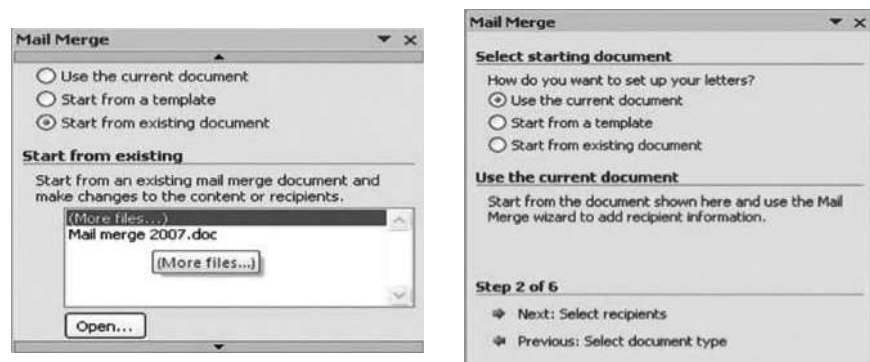 Mail Merge
Use the current document
Start from a template
Start from existing document
Start from existing
Start from an existing mail merge document and
make changes to the content or recipients.
(More files...)
Mail merge 2007.doc
(More files...)
Open...
Mail Merge
Select starting document
How do you want to set up your letters?
Use the current document
Start from a template
Start from existing document
Use the current document
Start from the document shown here and use the Mail
Merge wizard to add recipient information.
Step 2 of 6
Next: Select recipients
Previous: Select document type